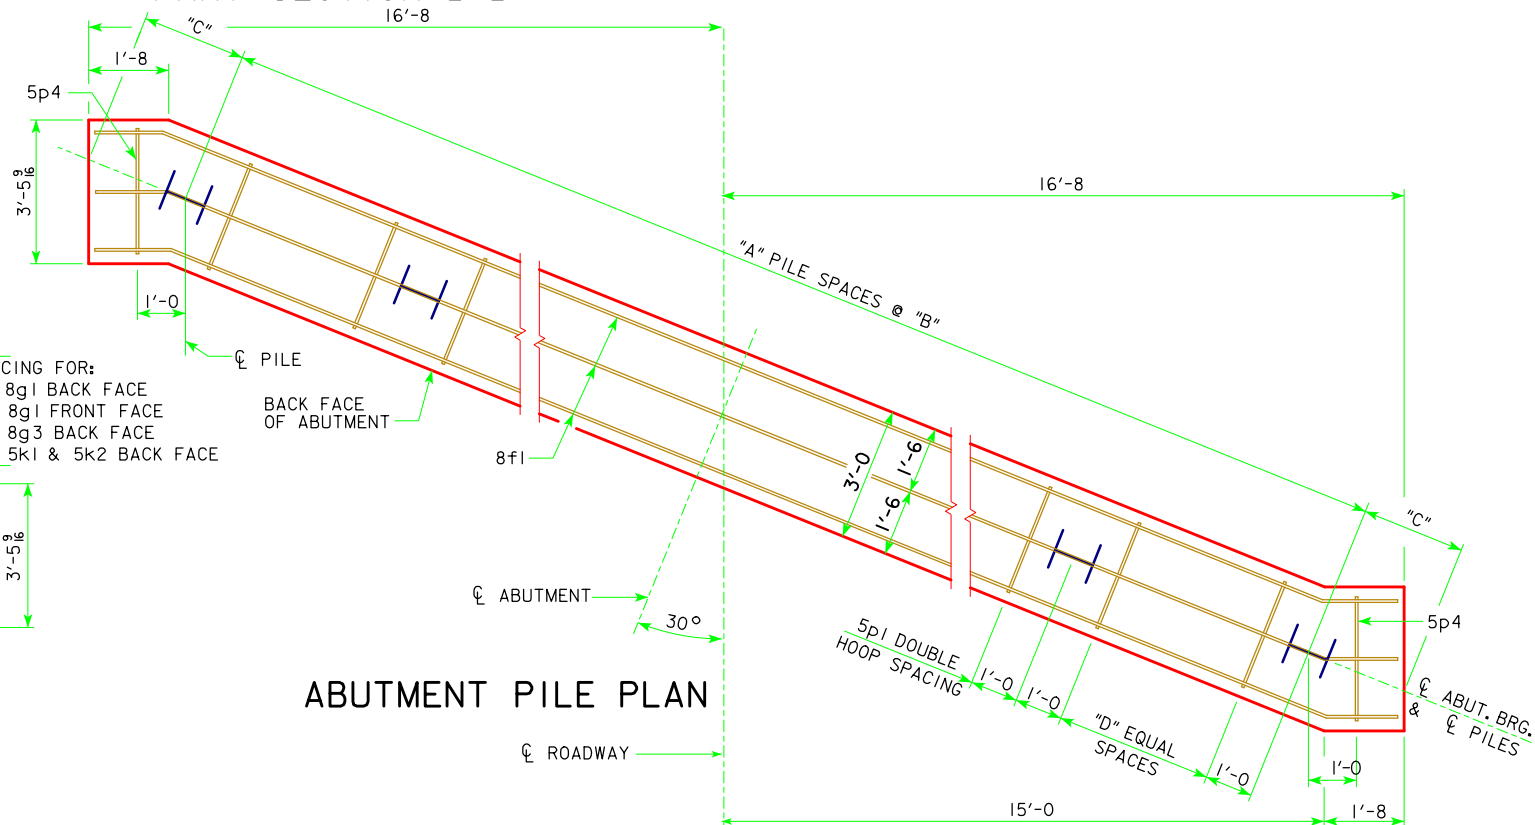 16'-8
"C"
1'-8
5p4
3'-5 9/16
16'-8
"A" PILE SPACES @ "B"
1'-0
℄ PILE
CING FOR:
8g1 BACK FACE
8g1 FRONT FACE
8g3 BACK FACE
5k1 & 5k2 BACK FACE
BACK FACE
OF ABUTMENT
8f1
3'-0
1'-6
1'-6
3'-5 9/16
"C"
℄ ABUTMENT
30°
5p1 DOUBLE
HOOP SPACING
1'-0
1'-0
"D" EQUAL
SPACES
1'-0
1'-0
5p4
℄ ABUT. BRG.
& ℄ PILES
ABUTMENT PILE PLAN
℄ ROADWAY
15'-0
1'-8